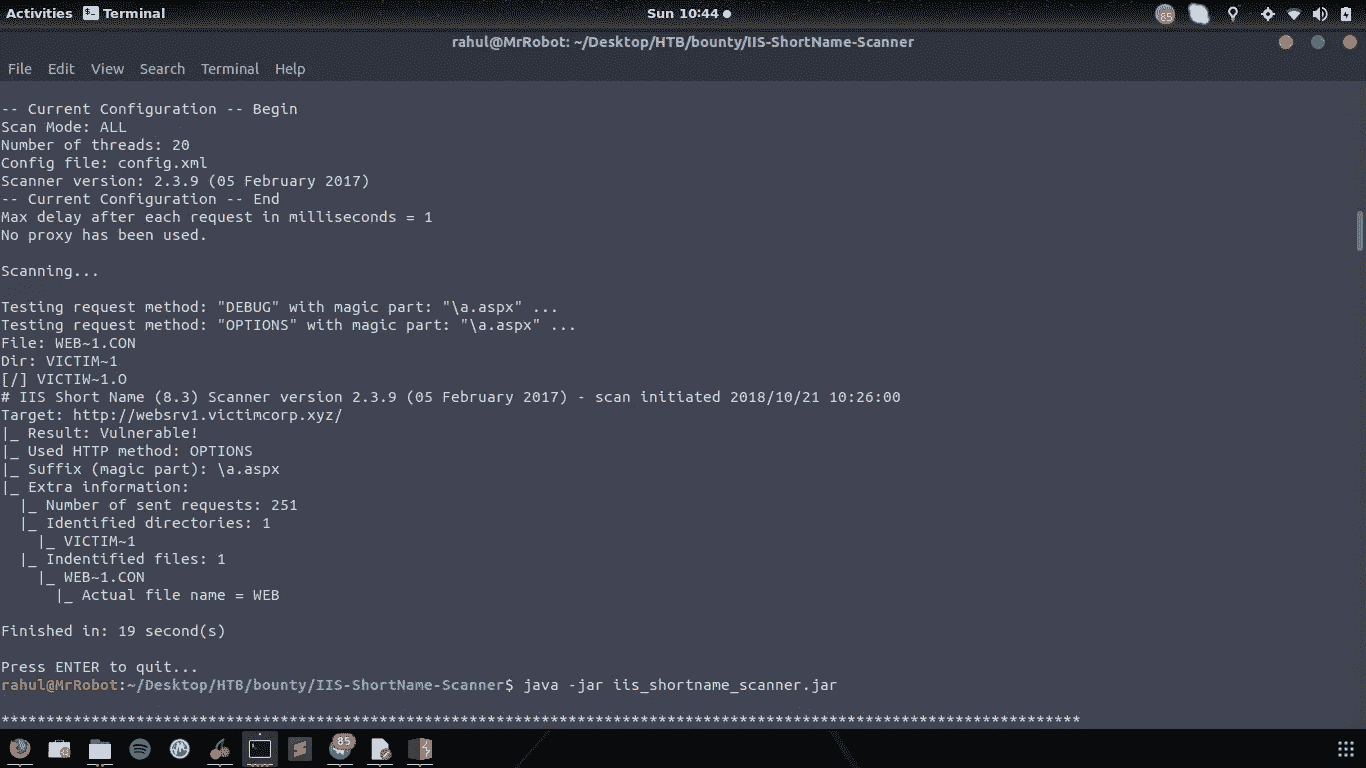 Activities Terminal Sun 10:44 85
rahul@MrRobot: ~/Desktop/HTB/bounty/IIS-ShortName-Scanner
File Edit View Search Terminal Help
-- Current Configuration -- Begin
Scan Mode: ALL
Number of threads: 20
Config file: config.xml
Scanner version: 2.3.9 (05 February 2017)
-- Current Configuration -- End
Max delay after each request in milliseconds = 1
No proxy has been used.
Scanning...
Testing request method: "DEBUG" with magic part: "\a.aspx" ...
Testing request method: "OPTIONS" with magic part: "\a.aspx" ...
File: WEB~1.CON
Dir: VICTIM~1
[/] VICTIW~1.O
# IIS Short Name (8.3) Scanner version 2.3.9 (05 February 2017) - scan initiated 2018/10/21 10:26:00
Target: http://websrv1.victimcorp.xyz/
|_ Result: Vulnerable!
|_ Used HTTP method: OPTIONS
|_ Suffix (magic part): \a.aspx
|_ Extra information:
  |_ Number of sent requests: 251
  |_ Identified directories: 1
    |_ VICTIM~1
  |_ Indentified files: 1
    |_ WEB~1.CON
      |_ Actual file name = WEB
Finished in: 19 second(s)
Press ENTER to quit...
rahul@MrRobot:~/Desktop/HTB/bounty/IIS-ShortName-Scanner$ java -jar iis_shortname_scanner.jar
************************************************************************************************************************
85